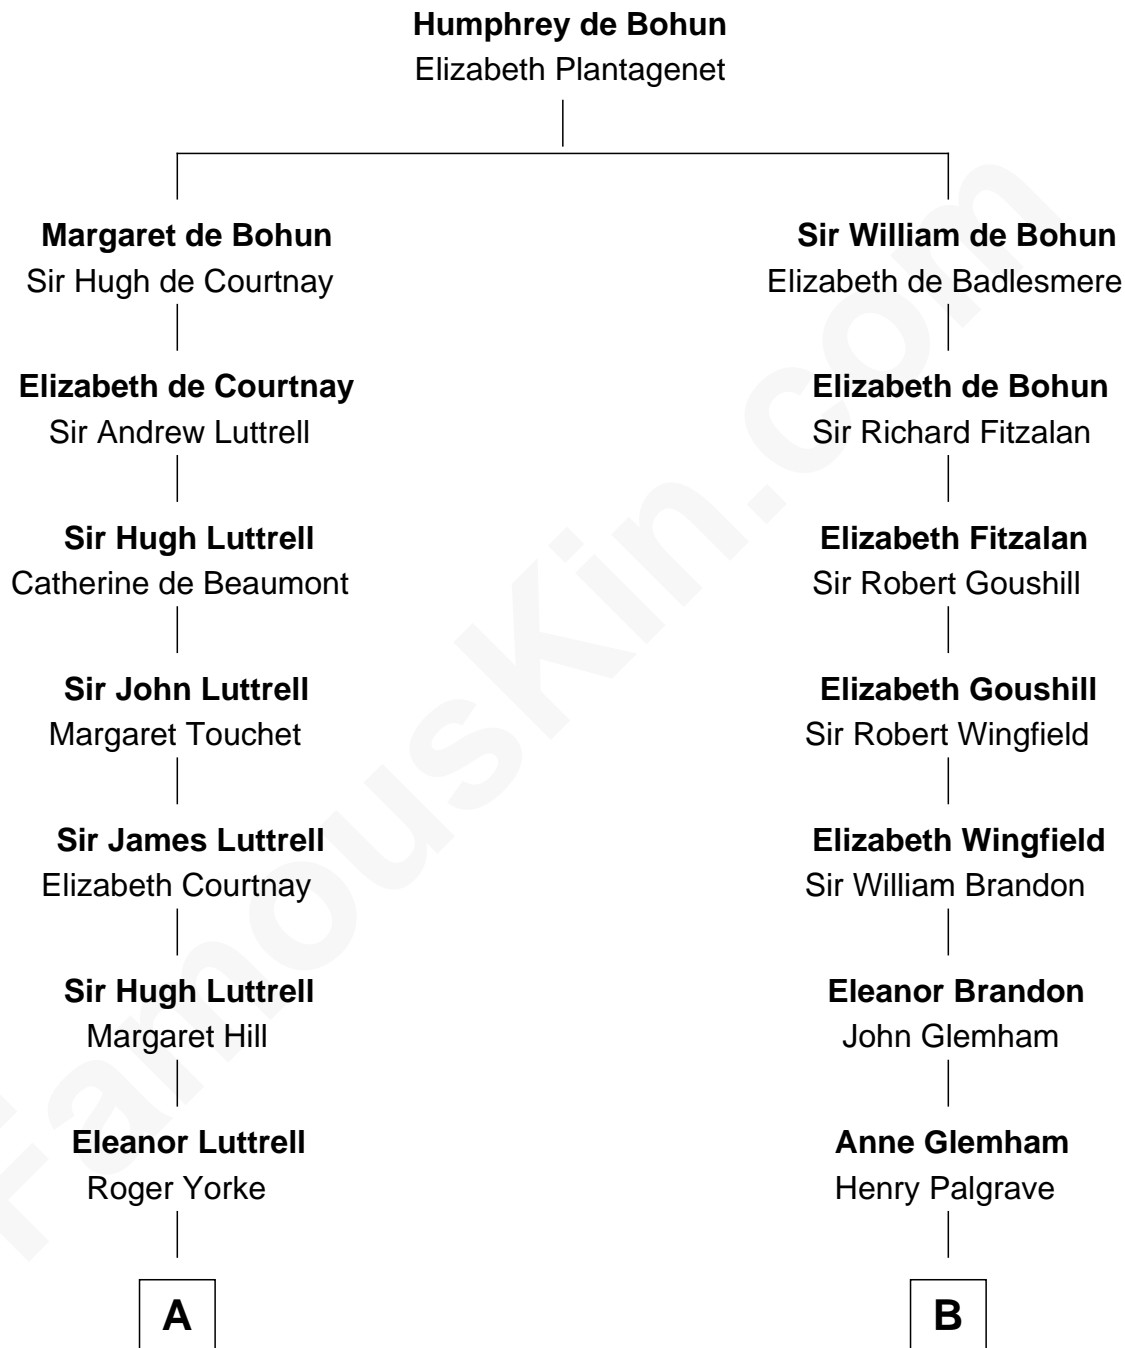 Humphrey de Bohun
Elizabeth Plantagenet
Margaret de Bohun
Sir Hugh de Courtnay
Sir William de Bohun
Elizabeth de Badlesmere
Elizabeth de Courtnay
Sir Andrew Luttrell
Elizabeth de Bohun
Sir Richard Fitzalan
Sir Hugh Luttrell
Catherine de Beaumont
Elizabeth Fitzalan
Sir Robert Goushill
Sir John Luttrell
Margaret Touchet
Elizabeth Goushill
Sir Robert Wingfield
Sir James Luttrell
Elizabeth Courtnay
Elizabeth Wingfield
Sir William Brandon
Sir Hugh Luttrell
Margaret Hill
Eleanor Brandon
John Glemham
Eleanor Luttrell
Roger Yorke
Anne Glemham
Henry Palgrave
A
B
FamousKin.com